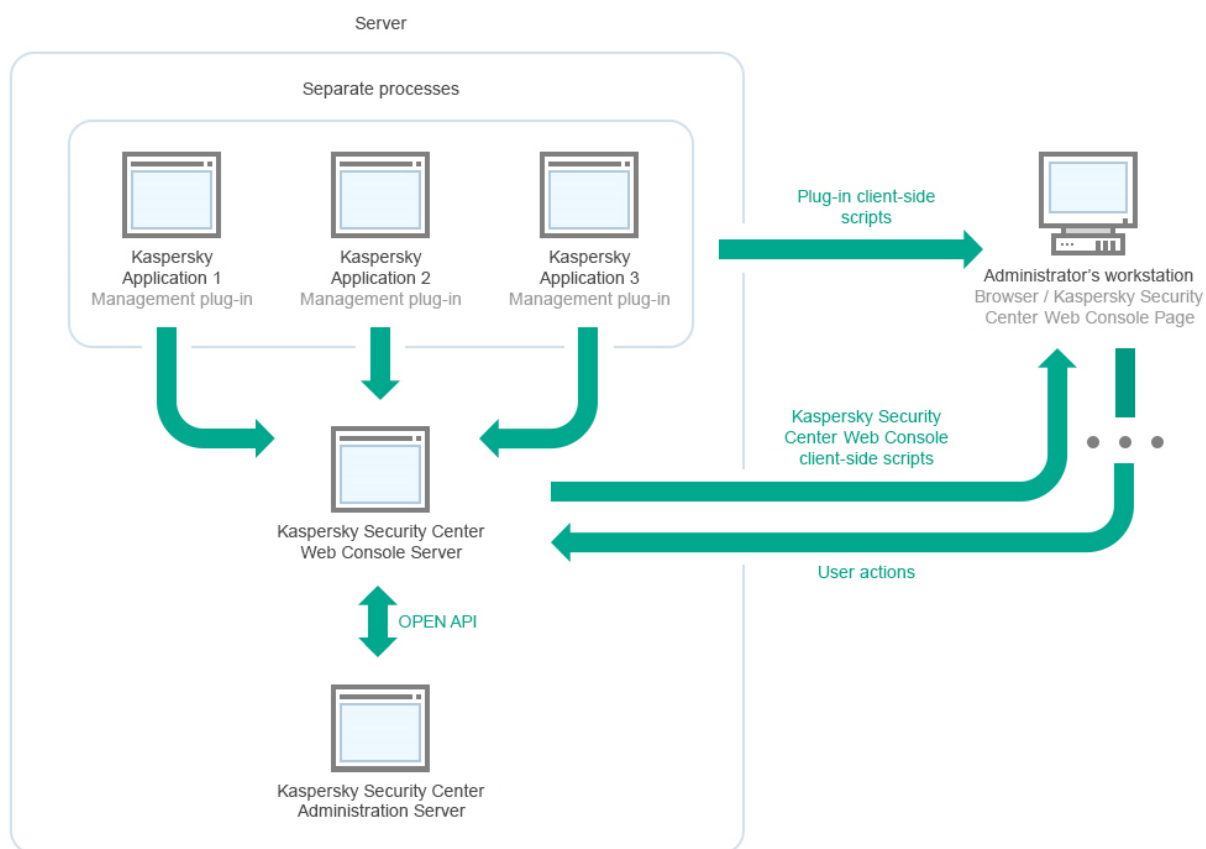 Server
Separate processes
Kaspersky
Application 1
Management plug-in
Kaspersky
Application 2
Management plug-in
Kaspersky
Application 3
Management plug-in
Plug-in client-side
scripts
Administrator's workstation
Browser / Kaspersky Security
Center Web Console Page
Kaspersky Security
Center Web Console
client-side scripts
User actions
Kaspersky Security Center
Web Console Server
OPEN API
Kaspersky Security Center
Administration Server